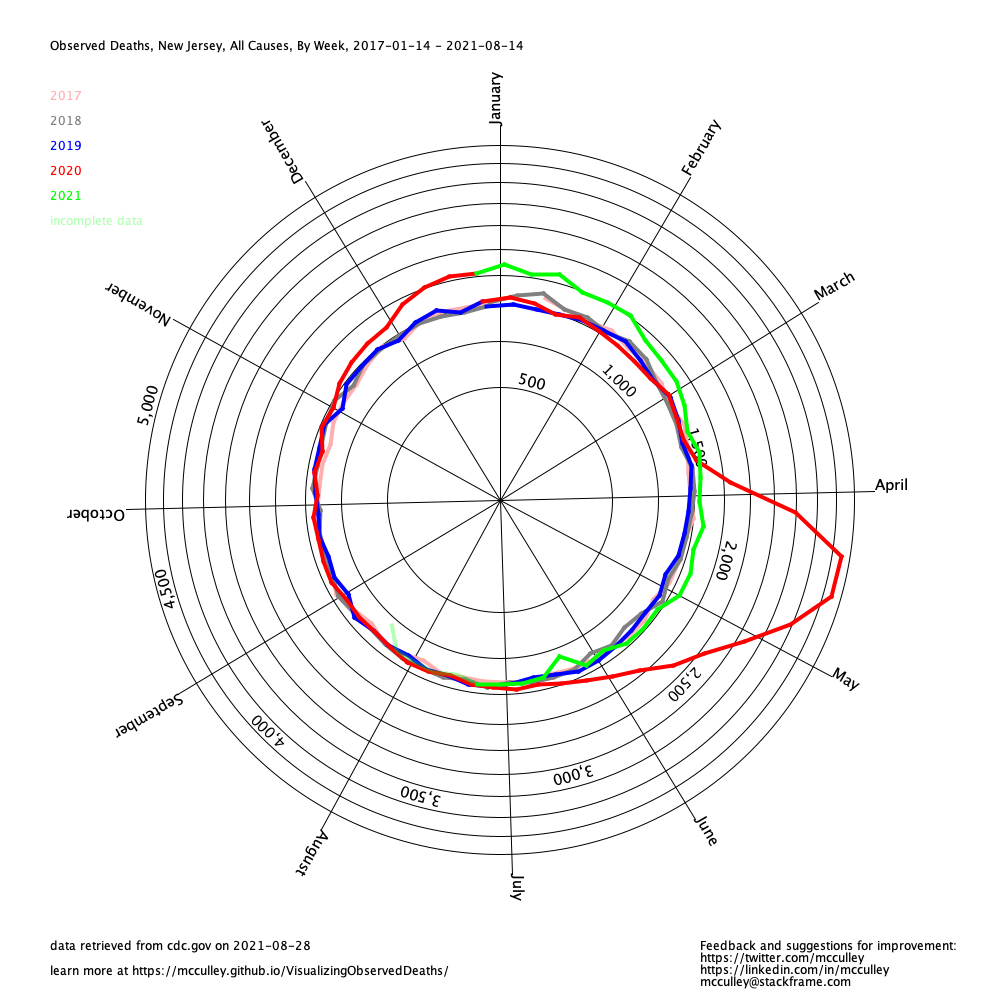 Observed Deaths, New Jersey, All Causes, By Week, 2017-01-14 - 2021-08-14
2017
2018
2019
2020
2021
incomplete data
January
February
March
April
May
June
July
August
September
October
November
December
500
1,000
1,500
2,000
2,500
3,000
3,500
4,000
4,500
5,000
data retrieved from cdc.gov on 2021-08-28
learn more at https://mcculley.github.io/VisualizingObservedDeaths/
Feedback and suggestions for improvement:
https://twitter.com/mcculley
https://linkedin.com/in/mcculley
mcculley@stackframe.com